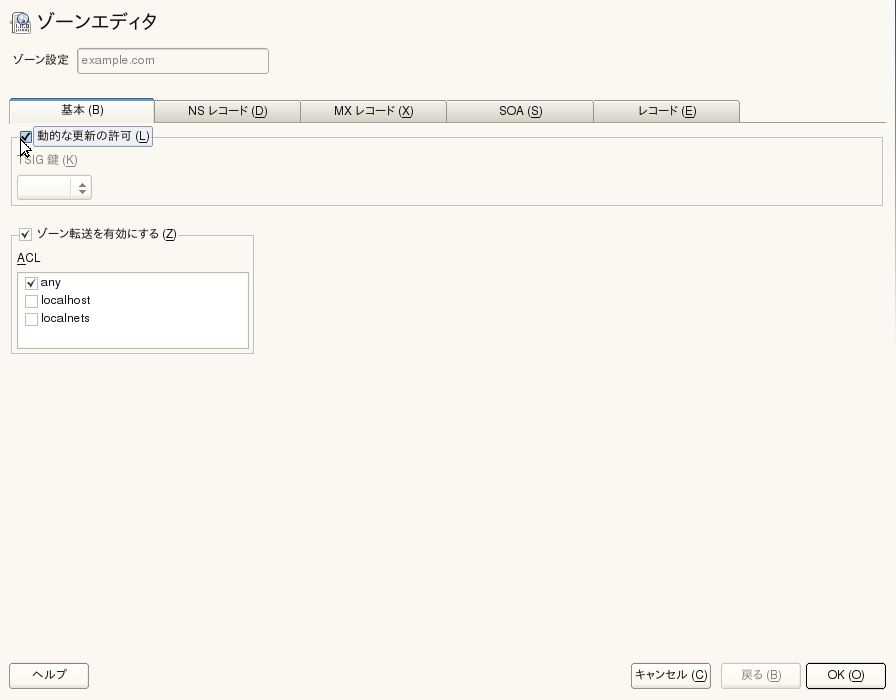 ゾーンエディタ
ゾーン設定 example.com
基本 (B) NS レコード (D) MX レコード (X) SOA (S) レコード (E)
動的な更新の許可 (L)
TSIG 鍵 (K)
ゾーン転送を有効にする (Z)
ACL
any
localhost
localnets
ヘルプ キャンセル (C) 戻る (B) OK (O)